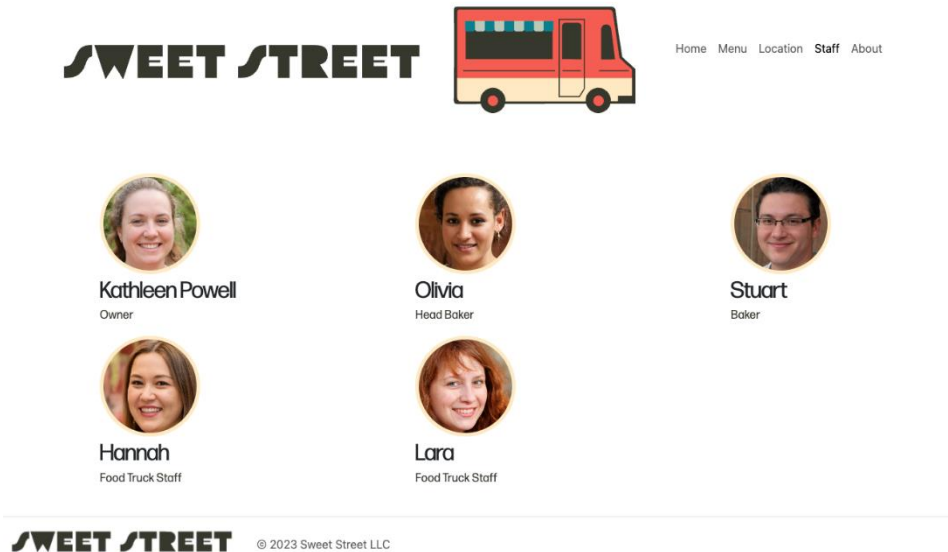 SWEET STREET
Home Menu Location Staff About
Kathleen Powell
Owner
Olivia
Head Baker
Stuart
Baker
Hannah
Food Truck Staff
Lara
Food Truck Staff
SWEET STREET
© 2023 Sweet Street LLC